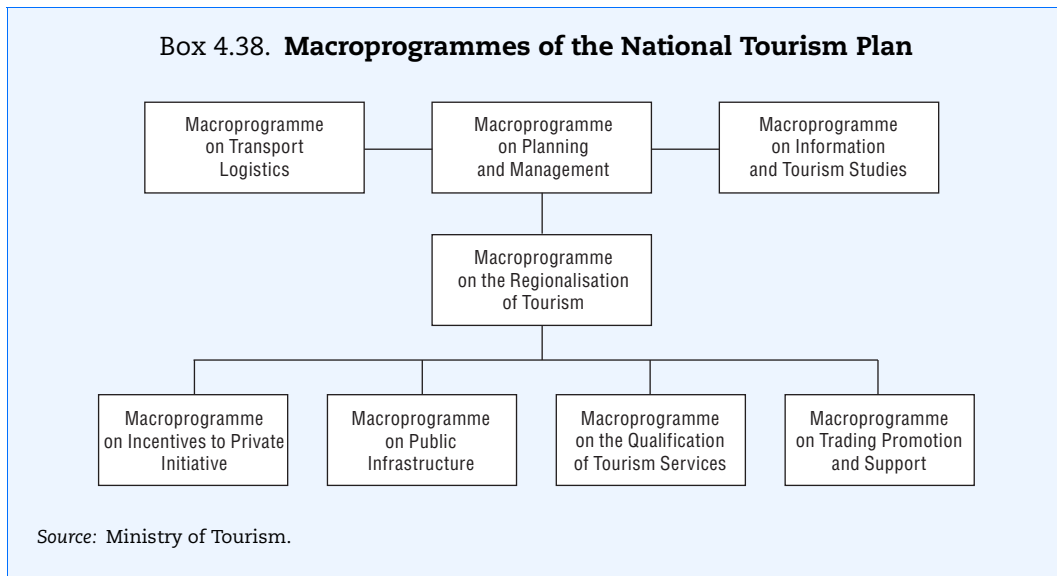 Box 4.38. Macroprogrammes of the National Tourism Plan
Macroprogramme
on Transport
Logistics
Macroprogramme
on Planning
and Management
Macroprogramme
on Information
and Tourism Studies
Macroprogramme
on the Regionalisation
of Tourism
Macroprogramme
on Incentives to Private
Initiative
Macroprogramme
on Public
Infrastructure
Macroprogramme
on the Qualification
of Tourism Services
Macroprogramme
on Trading Promotion
and Support
Source: Ministry of Tourism.